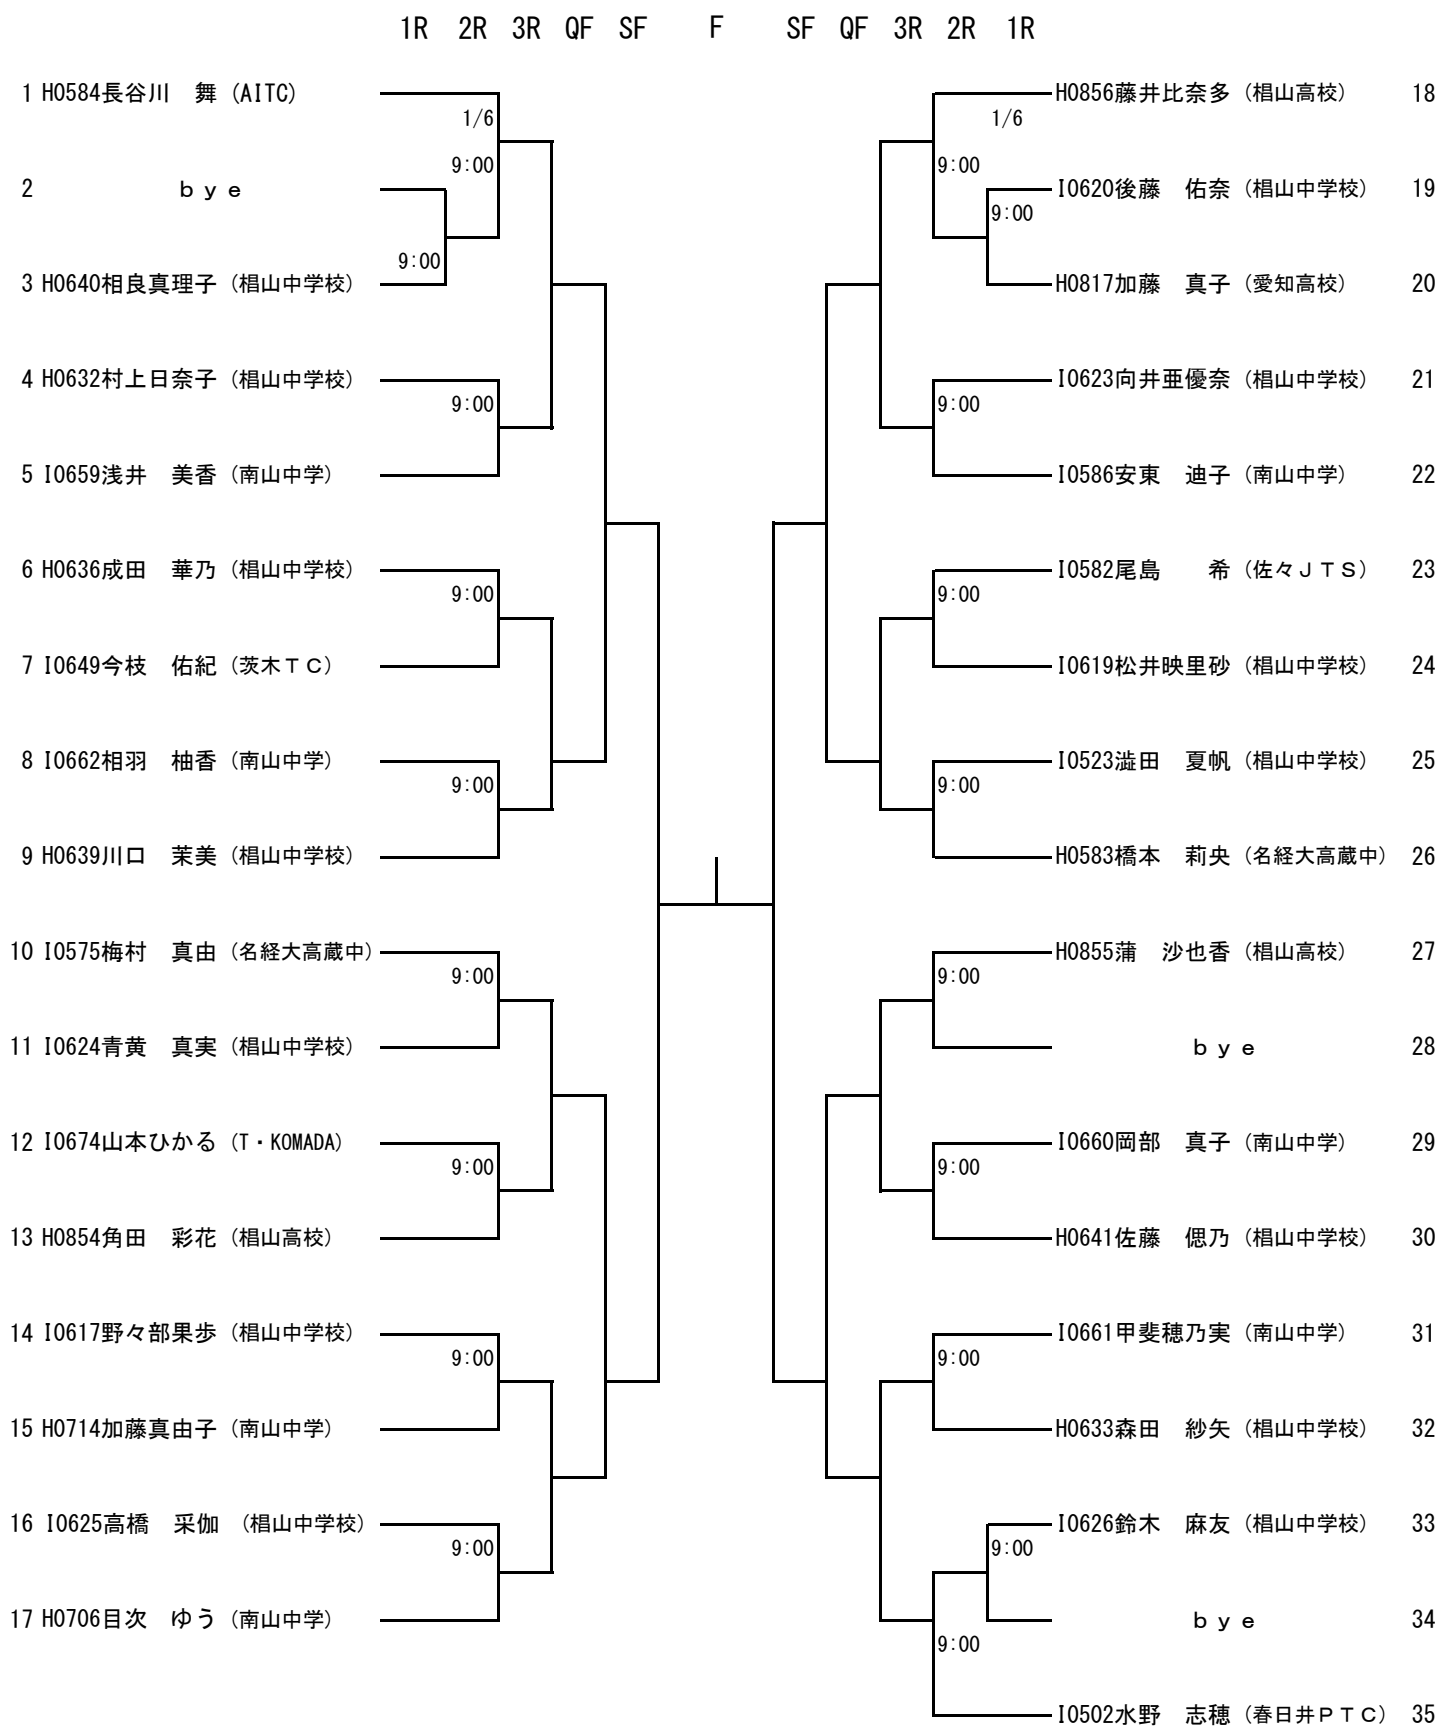 1R 2R 3R QF SF F SF QF 3R 2R 1R
1 H0584長谷川　舞 (AITC)
1/6
9:00
2 ｂｙｅ
9:00
3 H0640相良真理子（椙山中学校）
4 H0632村上日奈子（椙山中学校）
9:00
5 I0659浅井　美香（南山中学）
6 H0636成田　華乃（椙山中学校）
9:00
7 I0649今枝　佑紀（茨木ＴＣ）
8 I0662相羽　柚香（南山中学）
9:00
9 H0639川口　茉美（椙山中学校）
10 I0575梅村　真由（名経大高蔵中）
9:00
11 I0624青黄　真実（椙山中学校）
12 I0674山本ひかる（T・KOMADA）
9:00
13 H0854角田　彩花（椙山高校）
14 I0617野々部果歩（椙山中学校）
9:00
15 H0714加藤真由子（南山中学）
16 I0625高橋　采伽 （椙山中学校）
9:00
17 H0706目次　ゆう（南山中学）
H0856藤井比奈多（椙山高校） 18
1/6
9:00
I0620後藤　佑奈（椙山中学校） 19
9:00
H0817加藤　真子（愛知高校） 20
I0623向井亜優奈（椙山中学校） 21
9:00
I0586安東　迪子（南山中学） 22
I0582尾島　　希（佐々ＪＴＳ） 23
9:00
I0619松井映里砂（椙山中学校） 24
I0523澁田　夏帆（椙山中学校） 25
9:00
H0583橋本　莉央（名経大高蔵中） 26
H0855蒲　沙也香（椙山高校） 27
9:00
ｂｙｅ 28
I0660岡部　真子（南山中学） 29
9:00
H0641佐藤　偲乃（椙山中学校） 30
I0661甲斐穂乃実（南山中学） 31
9:00
H0633森田　紗矢（椙山中学校） 32
I0626鈴木　麻友（椙山中学校） 33
9:00
ｂｙｅ 34
9:00
I0502水野　志穂（春日井ＰＴＣ） 35